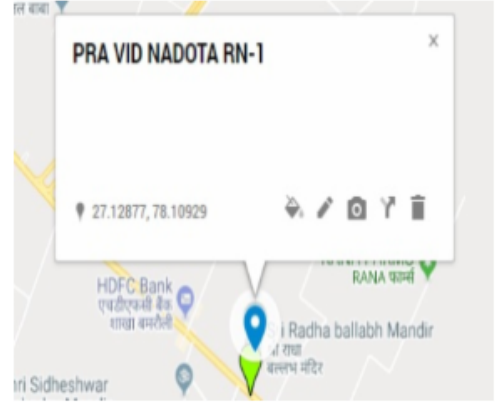 बाबा
PRA VID NADOTA RN-1
x
27.12877, 78.10929
RANA फार्म्स
HDFC Bank
एचडीएफसी बैंक
शाखा बमरौली
i Radha ballabh Mandir
राधा
बल्लभ मंदिर
ri Sidheshwar